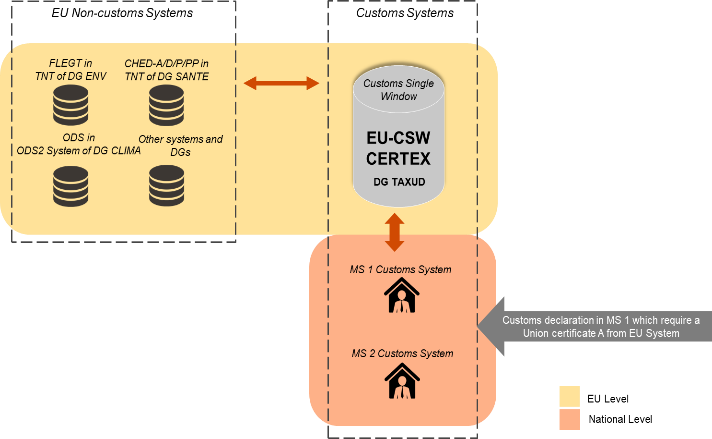 EU Non-customs Systems
Customs Systems
FLEGT in
TNT of DG ENV
CHED-A/D/P/PP in
TNT of DG SANTE
ODS in
ODS2 System of DG CLIMA
Other systems and
DGs
Customs Single
Window
EU-CSW
CERTEX
DG TAXUD
MS 1 Customs System
Customs declaration in MS 1 which require a
Union certificate A from EU System
MS 2 Customs System
EU Level
National Level